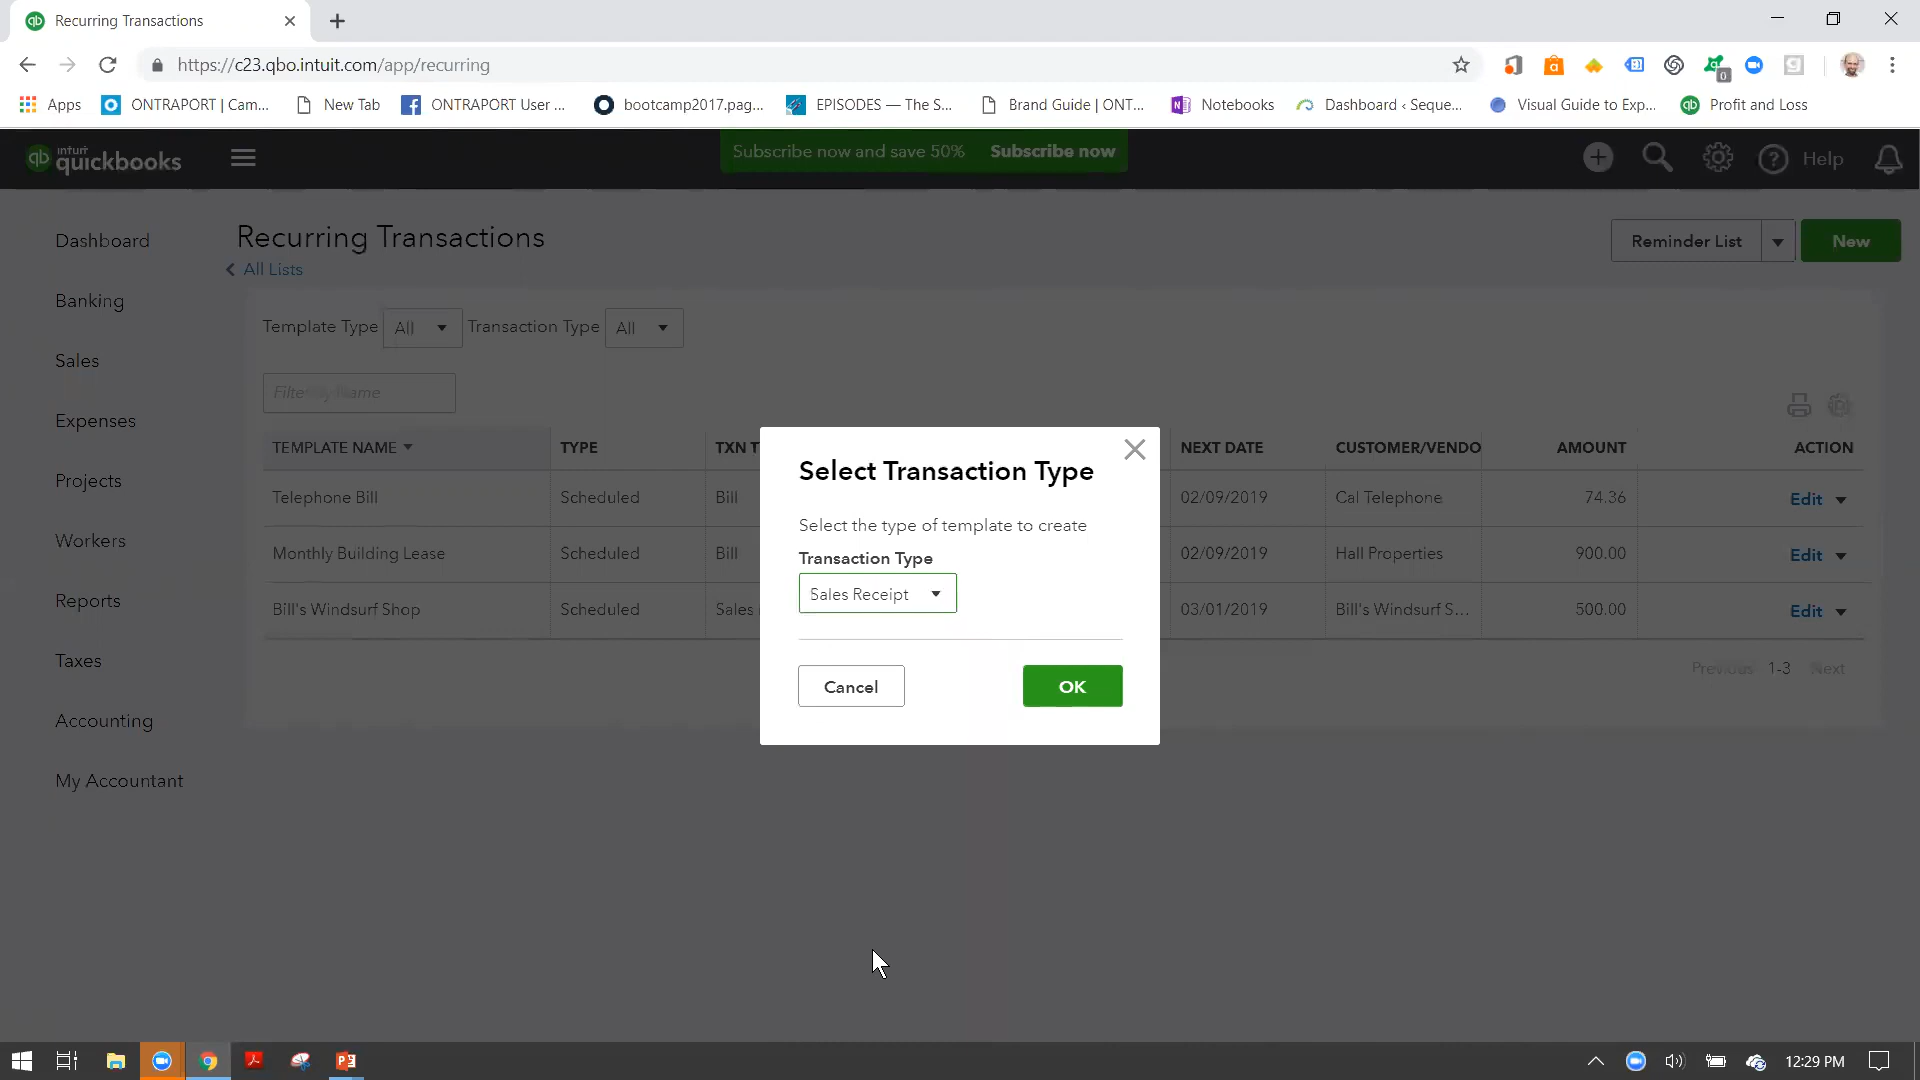 Recurring Transactions
https://c23.qbo.intuit.com/app/recurring
Apps ONTRAPORT | Cam... New Tab ONTRAPORT User ... bootcamp2017.pag... EPISODES — The S... Brand Guide | ONT... Notebooks Dashboard ‹ Seque... Visual Guide to Exp... Profit and Loss
intuit quickbooks Subscribe now and save 50% Subscribe now Help
Recurring Transactions Reminder List New
All Lists
Dashboard
Banking
Sales
Expenses
Projects
Workers
Reports
Taxes
Accounting
My Accountant
Template Type All Transaction Type All
Filter by Name
TEMPLATE NAME TYPE TXN T NEXT DATE CUSTOMER/VENDO AMOUNT ACTION
Telephone Bill Scheduled Bill 02/09/2019 Cal Telephone 74.36 Edit
Monthly Building Lease Scheduled Bill 02/09/2019 Hall Properties 900.00 Edit
Bill's Windsurf Shop Scheduled Sales 03/01/2019 Bill's Windsurf S... 500.00 Edit
Previous 1-3 Next
Select Transaction Type
Select the type of template to create
Transaction Type
Sales Receipt
Cancel OK
12:29 PM